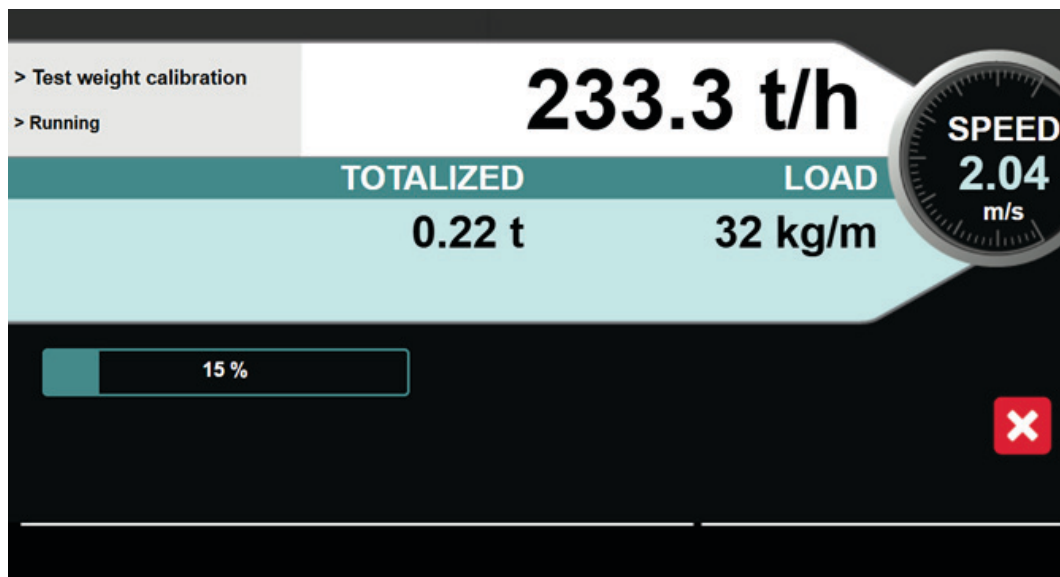 > Test weight calibration
> Running
233.3 t/h
SPEED
2.04
m/s
TOTALIZED LOAD
0.22 t 32 kg/m
15 %